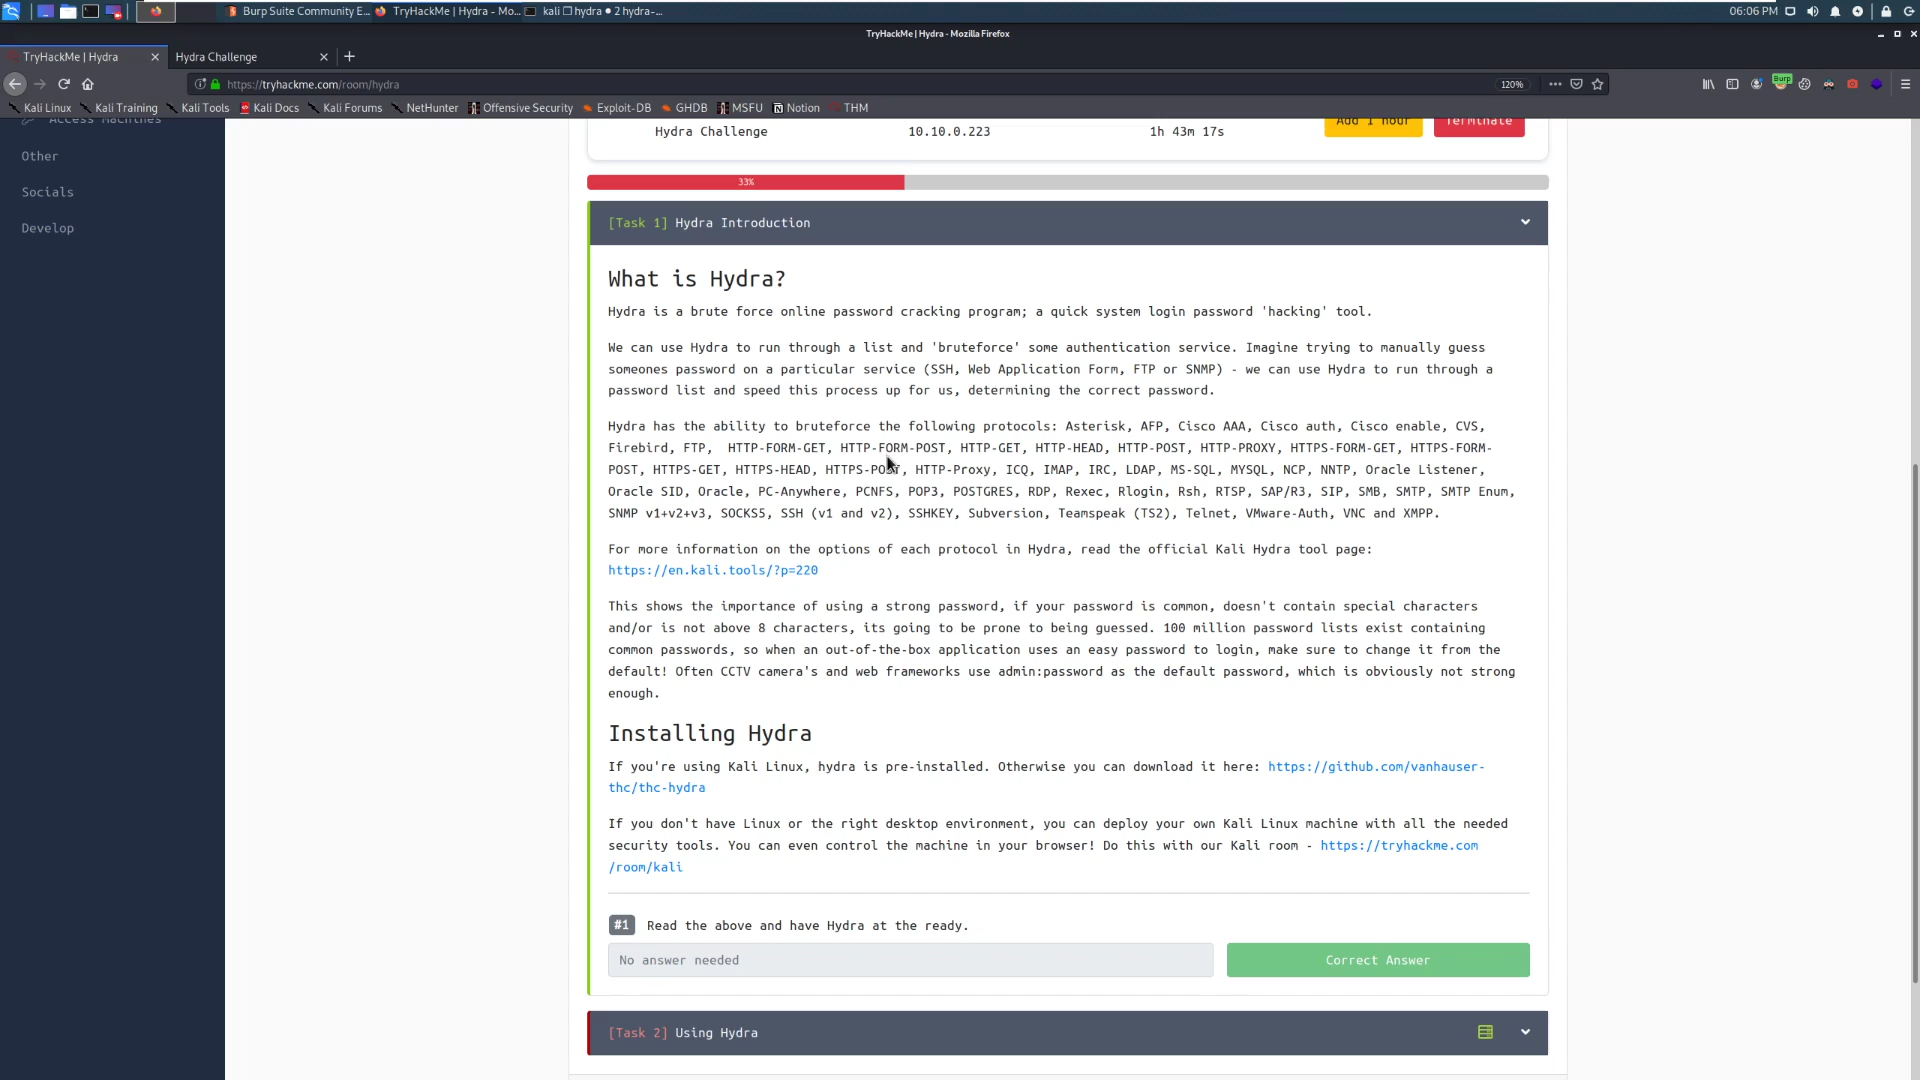 Burp Suite Community E...
TryHackMe | Hydra - Mo...
kali ❐ hydra ● 2 hydra-...
06:06 PM
TryHackMe | Hydra - Mozilla Firefox
TryHackMe | Hydra
Hydra Challenge
https://tryhackme.com/room/hydra
120%
Burp
Kali Linux
Kali Training
Kali Tools
Kali Docs
Kali Forums
NetHunter
Offensive Security
Exploit-DB
GHDB
MSFU
Notion
THM
Access Machines
Other
Socials
Develop
Hydra Challenge 10.10.0.223 1h 43m 17s Add 1 hour Terminate
33%
[Task 1] Hydra Introduction
What is Hydra?
Hydra is a brute force online password cracking program; a quick system login password 'hacking' tool.
We can use Hydra to run through a list and 'bruteforce' some authentication service. Imagine trying to manually guess
someones password on a particular service (SSH, Web Application Form, FTP or SNMP) - we can use Hydra to run through a
password list and speed this process up for us, determining the correct password.
Hydra has the ability to bruteforce the following protocols: Asterisk, AFP, Cisco AAA, Cisco auth, Cisco enable, CVS,
Firebird, FTP,  HTTP-FORM-GET, HTTP-FORM-POST, HTTP-GET, HTTP-HEAD, HTTP-POST, HTTP-PROXY, HTTPS-FORM-GET, HTTPS-FORM-
POST, HTTPS-GET, HTTPS-HEAD, HTTPS-POST, HTTP-Proxy, ICQ, IMAP, IRC, LDAP, MS-SQL, MYSQL, NCP, NNTP, Oracle Listener,
Oracle SID, Oracle, PC-Anywhere, PCNFS, POP3, POSTGRES, RDP, Rexec, Rlogin, Rsh, RTSP, SAP/R3, SIP, SMB, SMTP, SMTP Enum,
SNMP v1+v2+v3, SOCKS5, SSH (v1 and v2), SSHKEY, Subversion, Teamspeak (TS2), Telnet, VMware-Auth, VNC and XMPP.
For more information on the options of each protocol in Hydra, read the official Kali Hydra tool page:
https://en.kali.tools/?p=220
This shows the importance of using a strong password, if your password is common, doesn't contain special characters
and/or is not above 8 characters, its going to be prone to being guessed. 100 million password lists exist containing
common passwords, so when an out-of-the-box application uses an easy password to login, make sure to change it from the
default! Often CCTV camera's and web frameworks use admin:password as the default password, which is obviously not strong
enough.
Installing Hydra
If you're using Kali Linux, hydra is pre-installed. Otherwise you can download it here: https://github.com/vanhauser-
thc/thc-hydra
If you don't have Linux or the right desktop environment, you can deploy your own Kali Linux machine with all the needed
security tools. You can even control the machine in your browser! Do this with our Kali room - https://tryhackme.com
/room/kali
#1 Read the above and have Hydra at the ready.
No answer needed
Correct Answer
[Task 2] Using Hydra